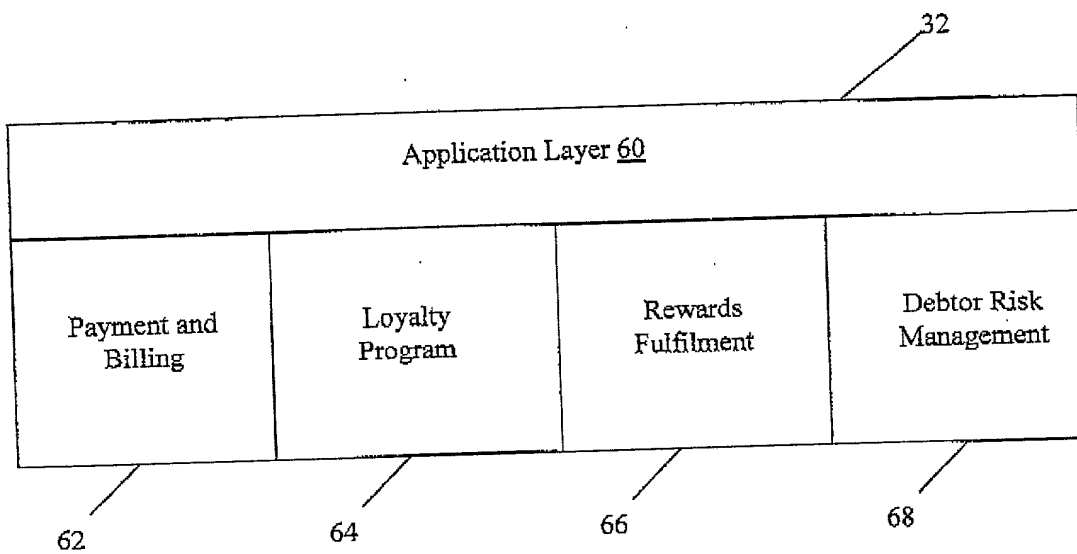 32
Application Layer 60
Payment and
Billing
Loyalty
Program
Rewards
Fulfilment
Debtor Risk
Management
62
64
66
68